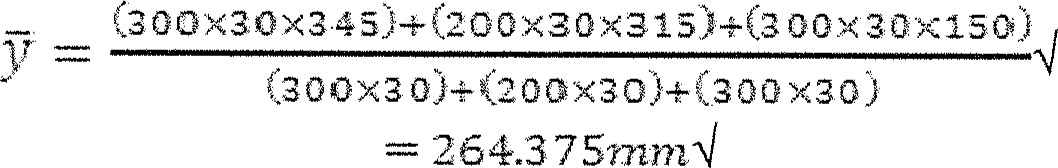 ȳ = (300×30×345)+(200×30×315)+(300×30×150) √
(300×30)+(200×30)+(300×30)
= 264.375mm√